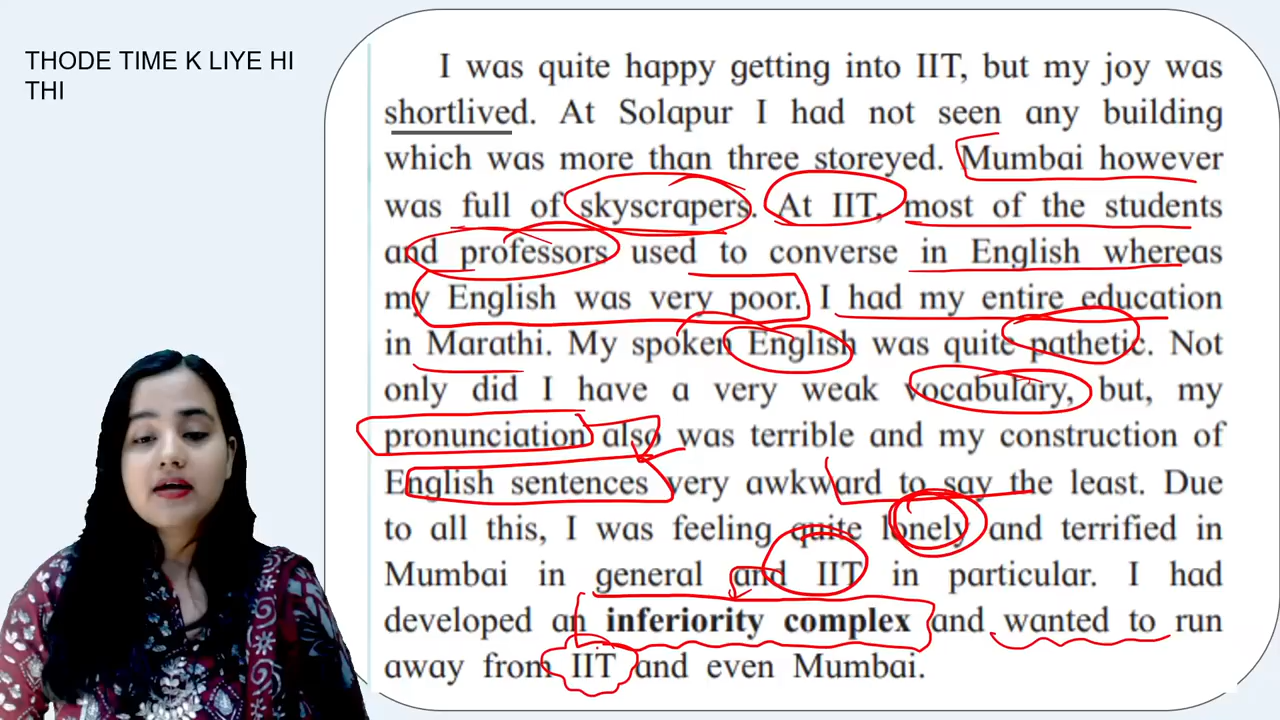 THODE TIME K LIYE HI
THI
I was quite happy getting into IIT, but my joy was
shortlived. At Solapur I had not seen any building
which was more than three storeyed. Mumbai however
was full of skyscrapers. At IIT, most of the students
and professors used to converse in English whereas
my English was very poor. I had my entire education
in Marathi. My spoken English was quite pathetic. Not
only did I have a very weak vocabulary, but, my
pronunciation also was terrible and my construction of
English sentences very awkward to say the least. Due
to all this, I was feeling quite lonely and terrified in
Mumbai in general and IIT in particular. I had
developed an inferiority complex and wanted to run
away from IIT and even Mumbai.